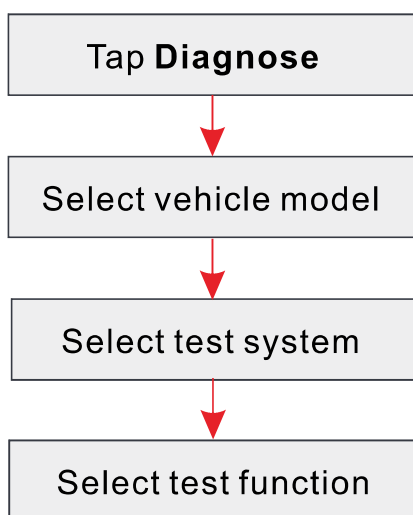 Tap Diagnose
Select vehicle model
Select test system
Select test function